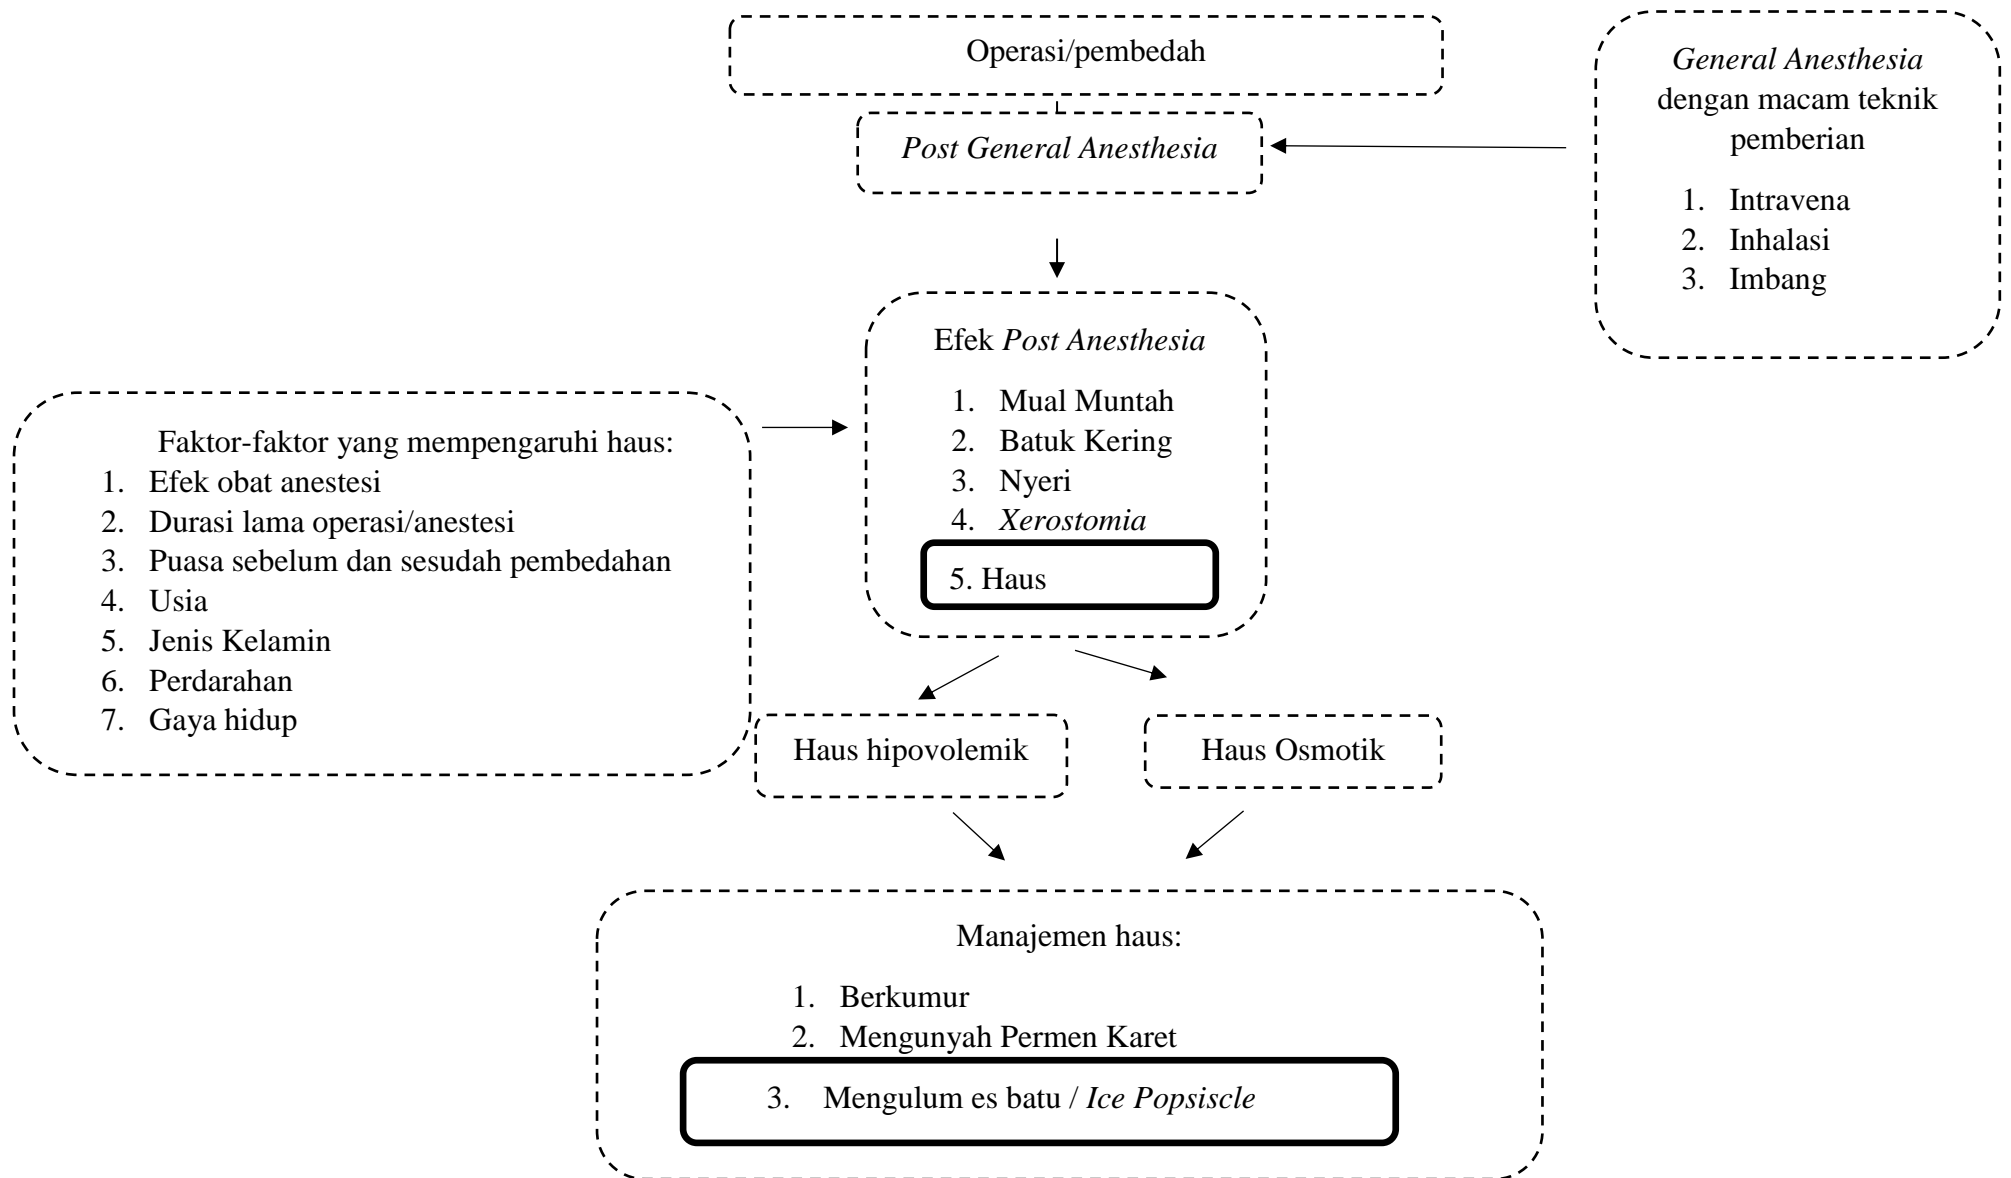 Operasi/pembedah
Post General Anesthesia
General Anesthesia
dengan macam teknik
pemberian
1. Intravena
2. Inhalasi
3. Imbang
Efek Post Anesthesia
1. Mual Muntah
2. Batuk Kering
3. Nyeri
4. Xerostomia
5. Haus
Faktor-faktor yang mempengaruhi haus:
1. Efek obat anestesi
2. Durasi lama operasi/anestesi
3. Puasa sebelum dan sesudah pembedahan
4. Usia
5. Jenis Kelamin
6. Perdarahan
7. Gaya hidup
Haus hipovolemik
Haus Osmotik
Manajemen haus:
1. Berkumur
2. Mengunyah Permen Karet
3. Mengulum es batu / Ice Popsiscle